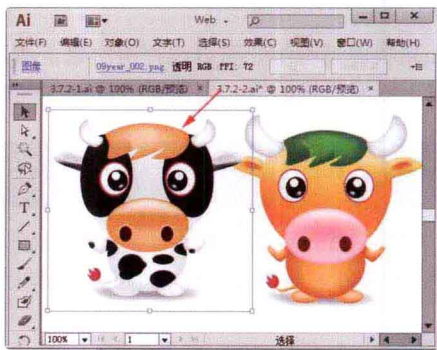 Ai Br Web
文件(F) 编辑(E) 对象(O) 文字(T) 选择(S) 效果(C) 视图(V) 窗口(W) 帮助(H)
图像 09year_002.png 透明 RGB PPI: 72
3.7.2-1.ai @ 100% (RGB/预览) × 3.7.2-2.ai* @ 100% (RGB/预览) ×
T
100% 1 选择